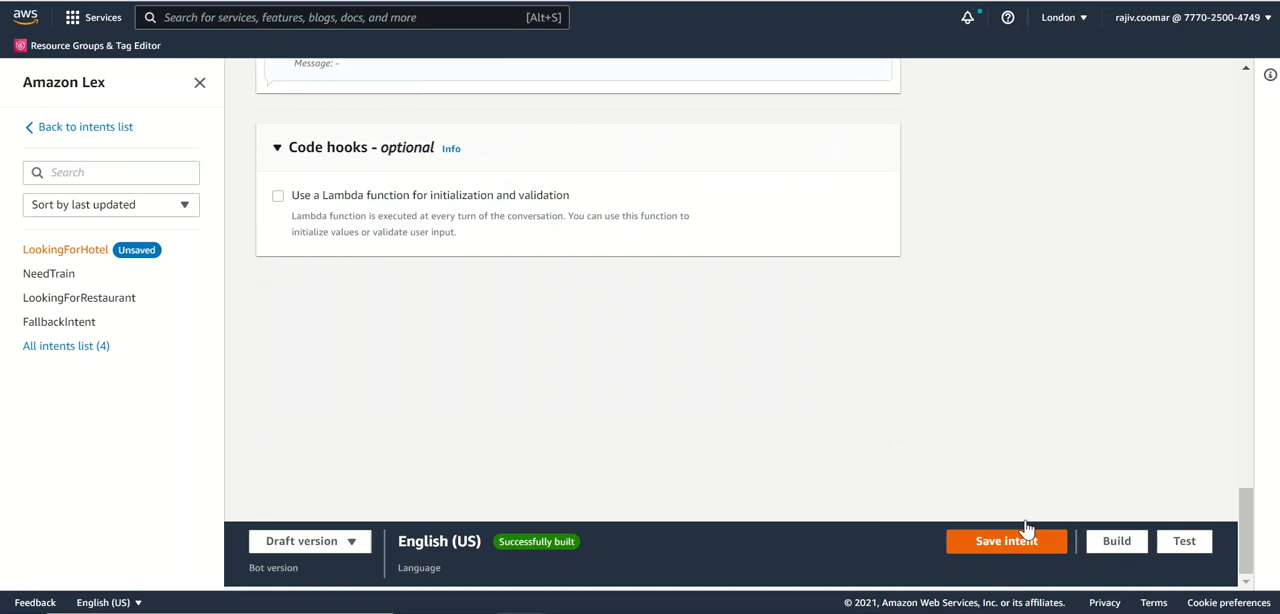 aws
Services
Search for services, features, blogs, docs, and more
[Alt+S]
London
rajiv.coomar @ 7770-2500-4749
Resource Groups & Tag Editor
Amazon Lex
Back to intents list
Search
Sort by last updated
LookingForHotel Unsaved
NeedTrain
LookingForRestaurant
FallbackIntent
All intents list (4)
Message: -
Code hooks - optional Info
Use a Lambda function for initialization and validation
Lambda function is executed at every turn of the conversation. You can use this function to
initialize values or validate user input.
Draft version
Bot version
English (US) Successfully built
Language
Save intent
Build
Test
Feedback
English (US)
© 2021, Amazon Web Services, Inc. or its affiliates.
Privacy
Terms
Cookie preferences